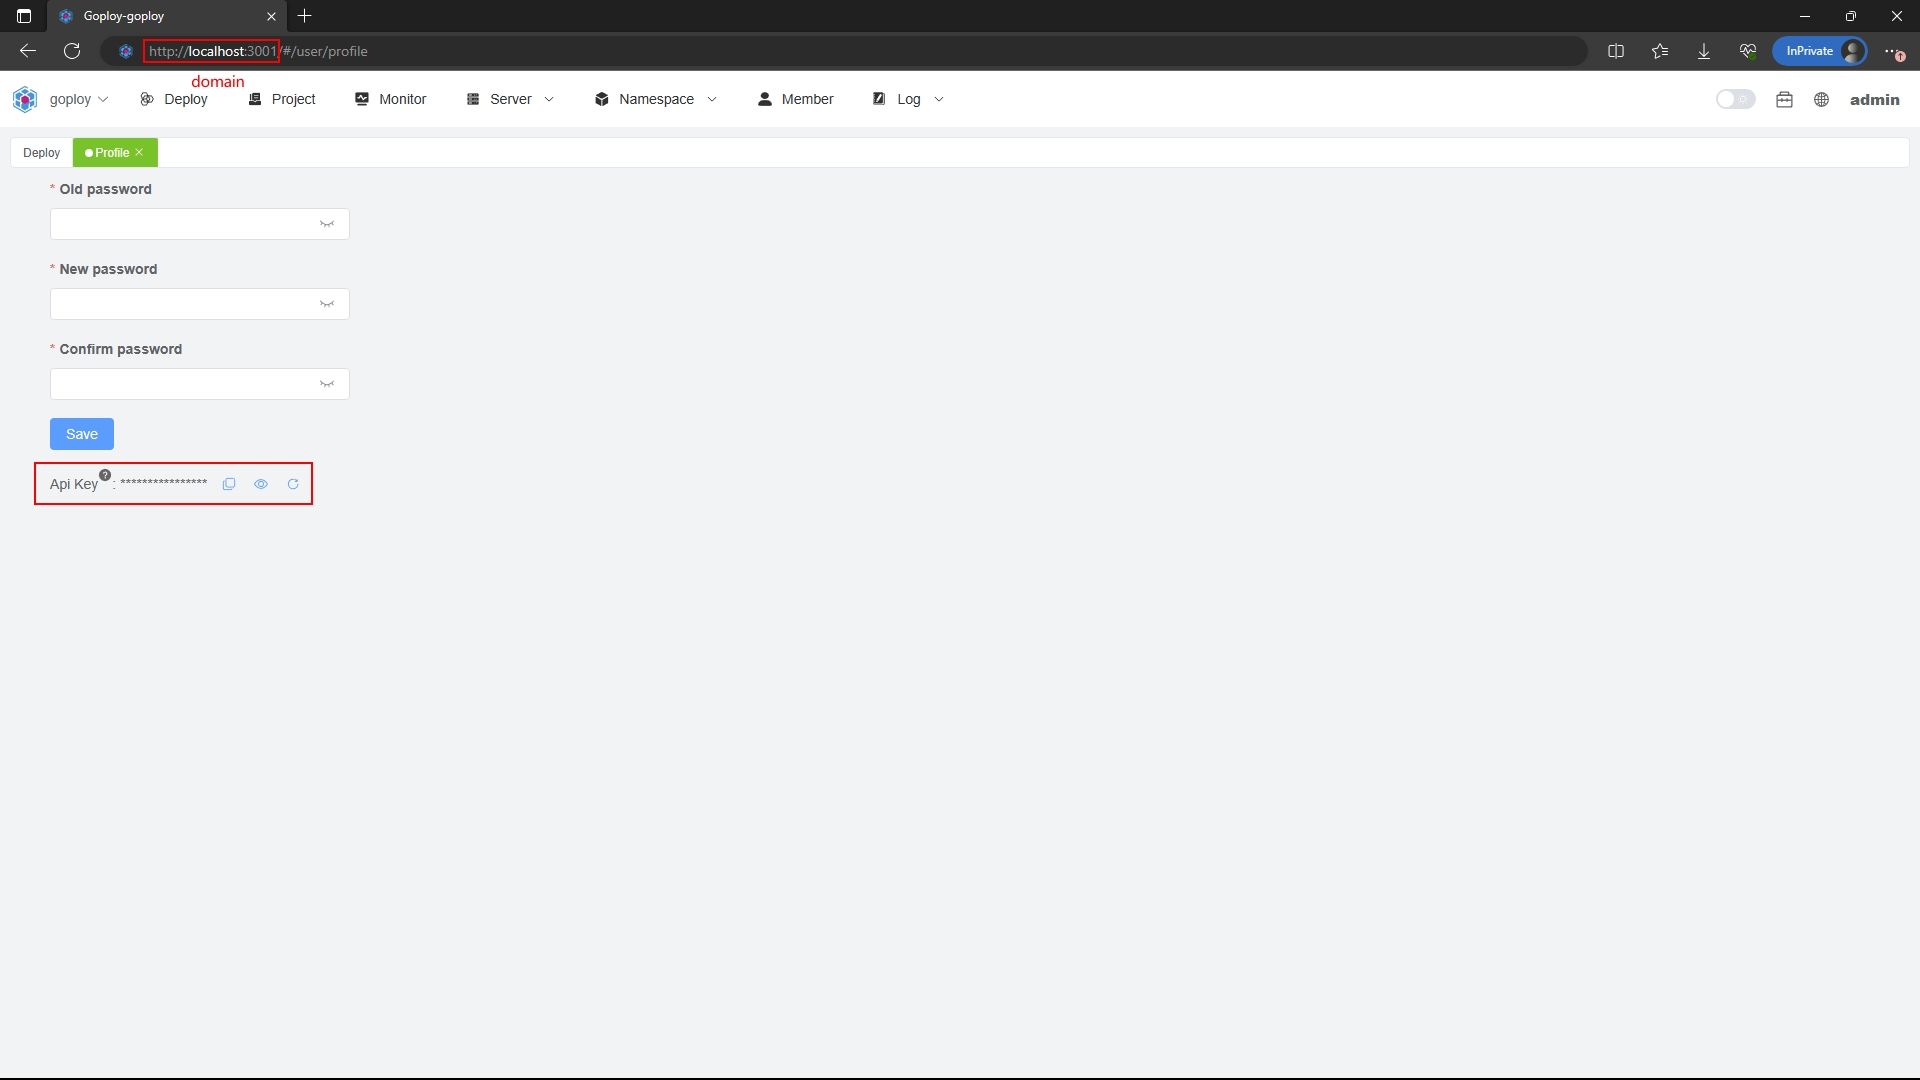 Goploy-goploy
http://localhost:3001/#/user/profile
InPrivate
domain
goploy
Deploy
Project
Monitor
Server
Namespace
Member
Log
admin
Deploy
Profile
* Old password
* New password
* Confirm password
Save
Api Key ? : ****************